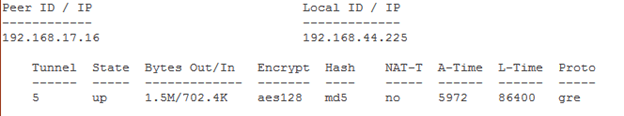 Peer ID / IP                    Local ID / IP
------------                    -------------
192.168.17.16                   192.168.44.225
Tunnel  State  Bytes Out/In   Encrypt  Hash   NAT-T  A-Time  L-Time  Proto
------  -----  -------------  -------  -----  -----  ------  ------  -----
5       up     1.5M/702.4K    aes128   md5    no     5972    86400   gre